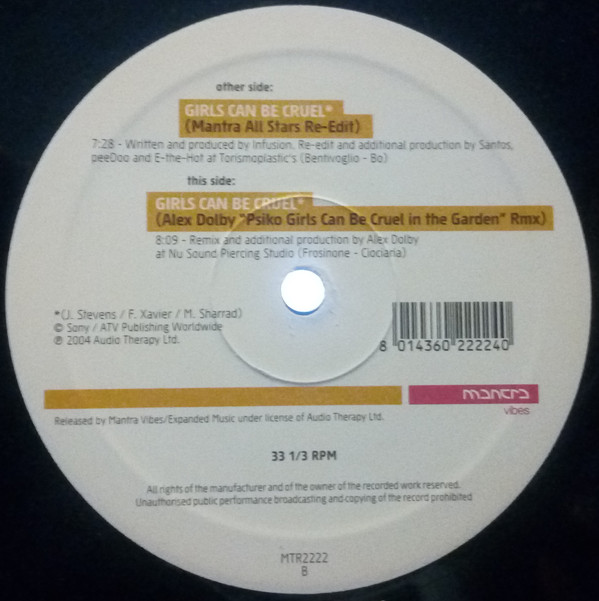 other side:
GIRLS CAN BE CRUEL*
(Mantra All Stars Re-Edit)
7:28 - Written and produced by Infusion. Re-edit and additional production by Santos,
peeDoo and E-the-Hot at Torismoplastic's (Bentivoglio - Bo)
this side:
GIRLS CAN BE CRUEL*
(Alex Dolby "Psiko Girls Can Be Cruel in the Garden" Rmx)
8:09 - Remix and additional production by Alex Dolby
at Nu Sound Piercing Studio (Frosinone - Ciociaria)
*(J. Stevens / F. Xavier / M. Sharrad)
© Sony / ATV Publishing Worldwide
℗ 2004 Audio Therapy Ltd.
8 014360 222240
mantra
vibes
Released by Mantra Vibes/Expanded Music under license of Audio Therapy Ltd.
33 1/3 RPM
All rights of the manufacturer and of the owner of the recorded work reserved.
Unauthorised public performance broadcasting and copying of the record prohibited
MTR2222
B